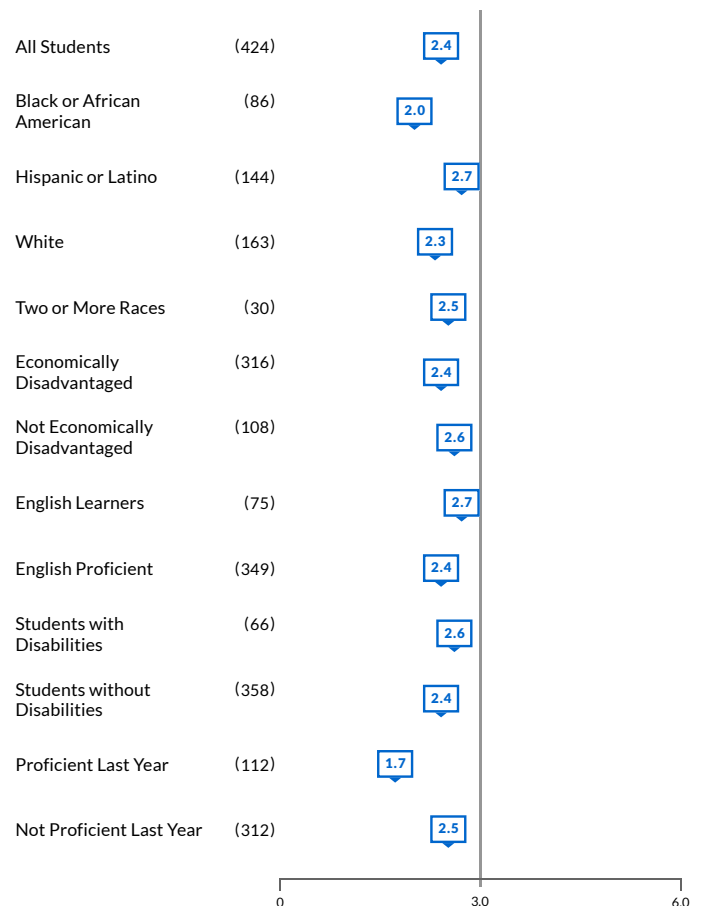 All Students (424) 2.4
Black or African (86) 2.0
American
Hispanic or Latino (144) 2.7
White (163) 2.3
Two or More Races (30) 2.5
Economically (316) 2.4
Disadvantaged
Not Economically (108) 2.6
Disadvantaged
English Learners (75) 2.7
English Proficient (349) 2.4
Students with (66) 2.6
Disabilities
Students without (358) 2.4
Disabilities
Proficient Last Year (112) 1.7
Not Proficient Last Year (312) 2.5
0 3.0 6.0